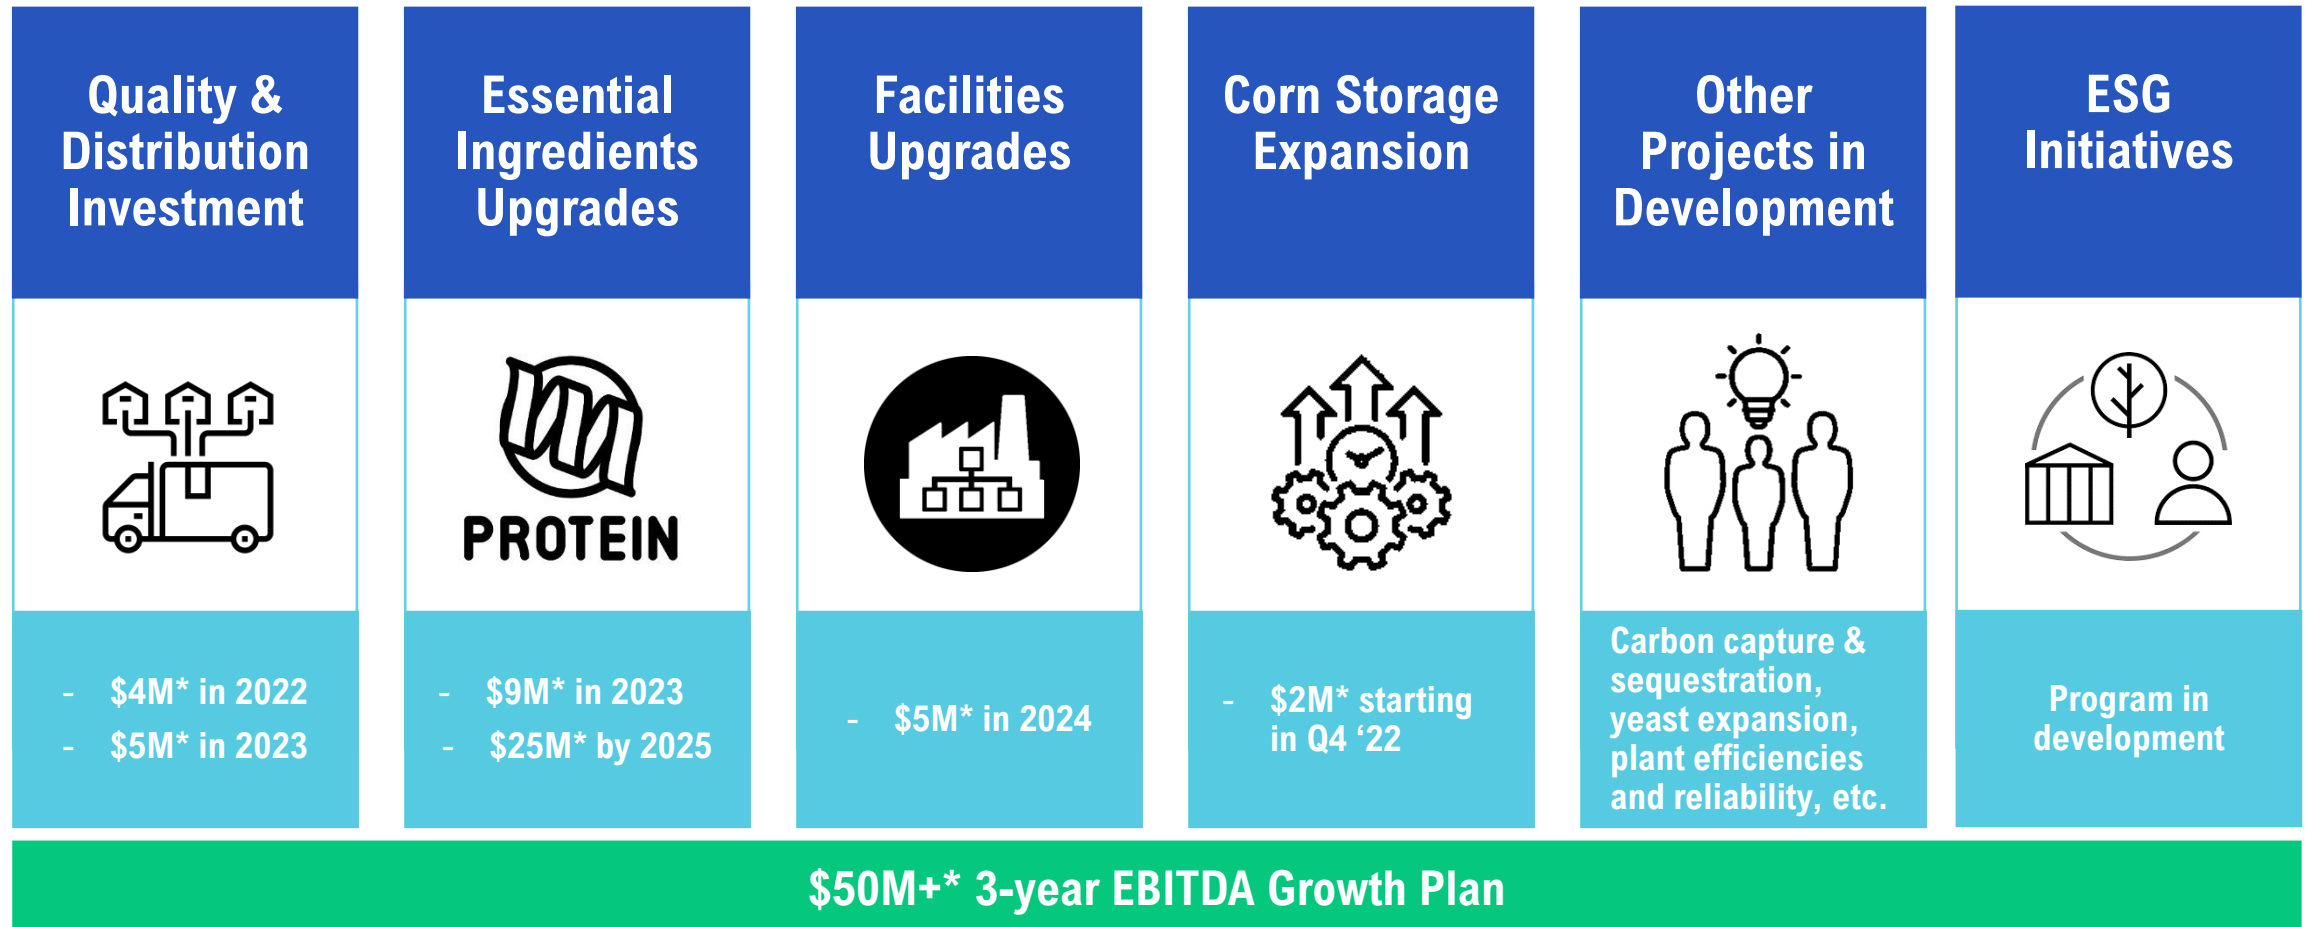 Quality &
Distribution
Investment
- $4M* in 2022
- $5M* in 2023
Essential
Ingredients
Upgrades
PROTEIN
- $9M* in 2023
- $25M* by 2025
Facilities
Upgrades
- $5M* in 2024
Corn Storage
Expansion
- $2M* starting
in Q4 ‘22
Other
Projects in
Development
Carbon capture &
sequestration,
yeast expansion,
plant efficiencies
and reliability, etc.
ESG
Initiatives
Program in
development
$50M+* 3-year EBITDA Growth Plan